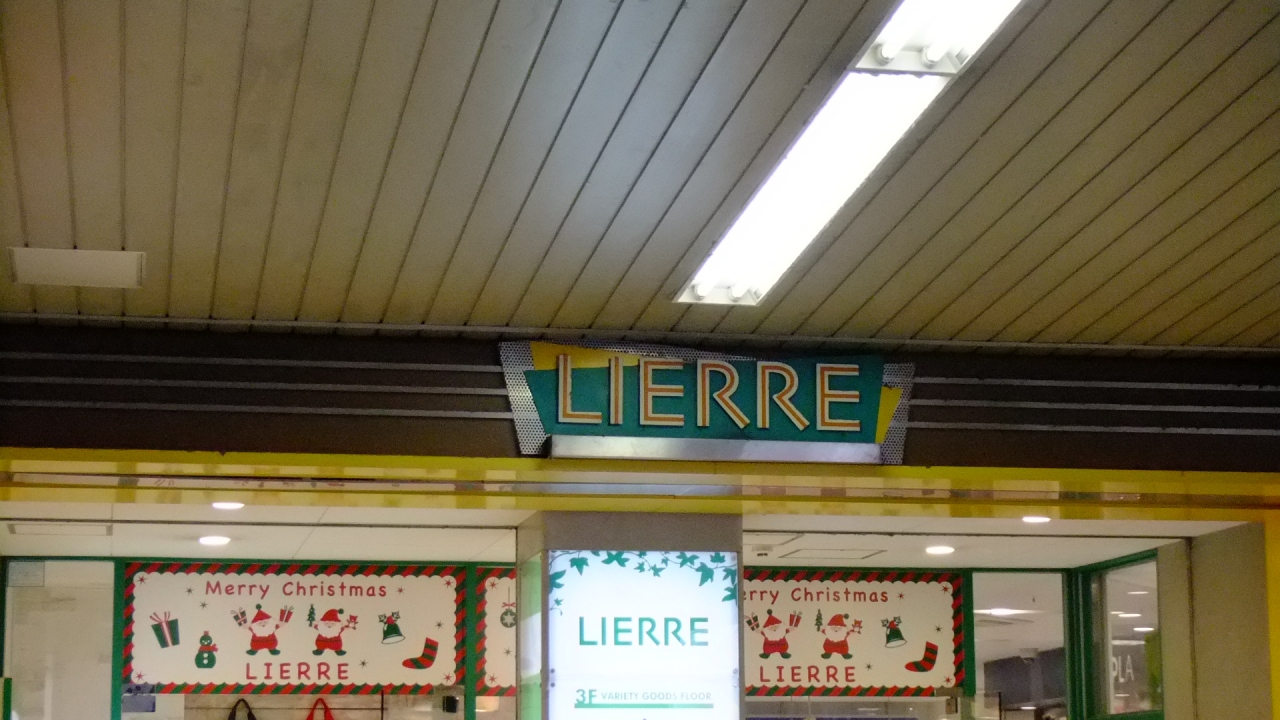 LIERRE
Merry Christmas
LIERRE
LIERRE
3F VARIETY GOODS FLOOR
erry Christmas
LIERRE
PLA